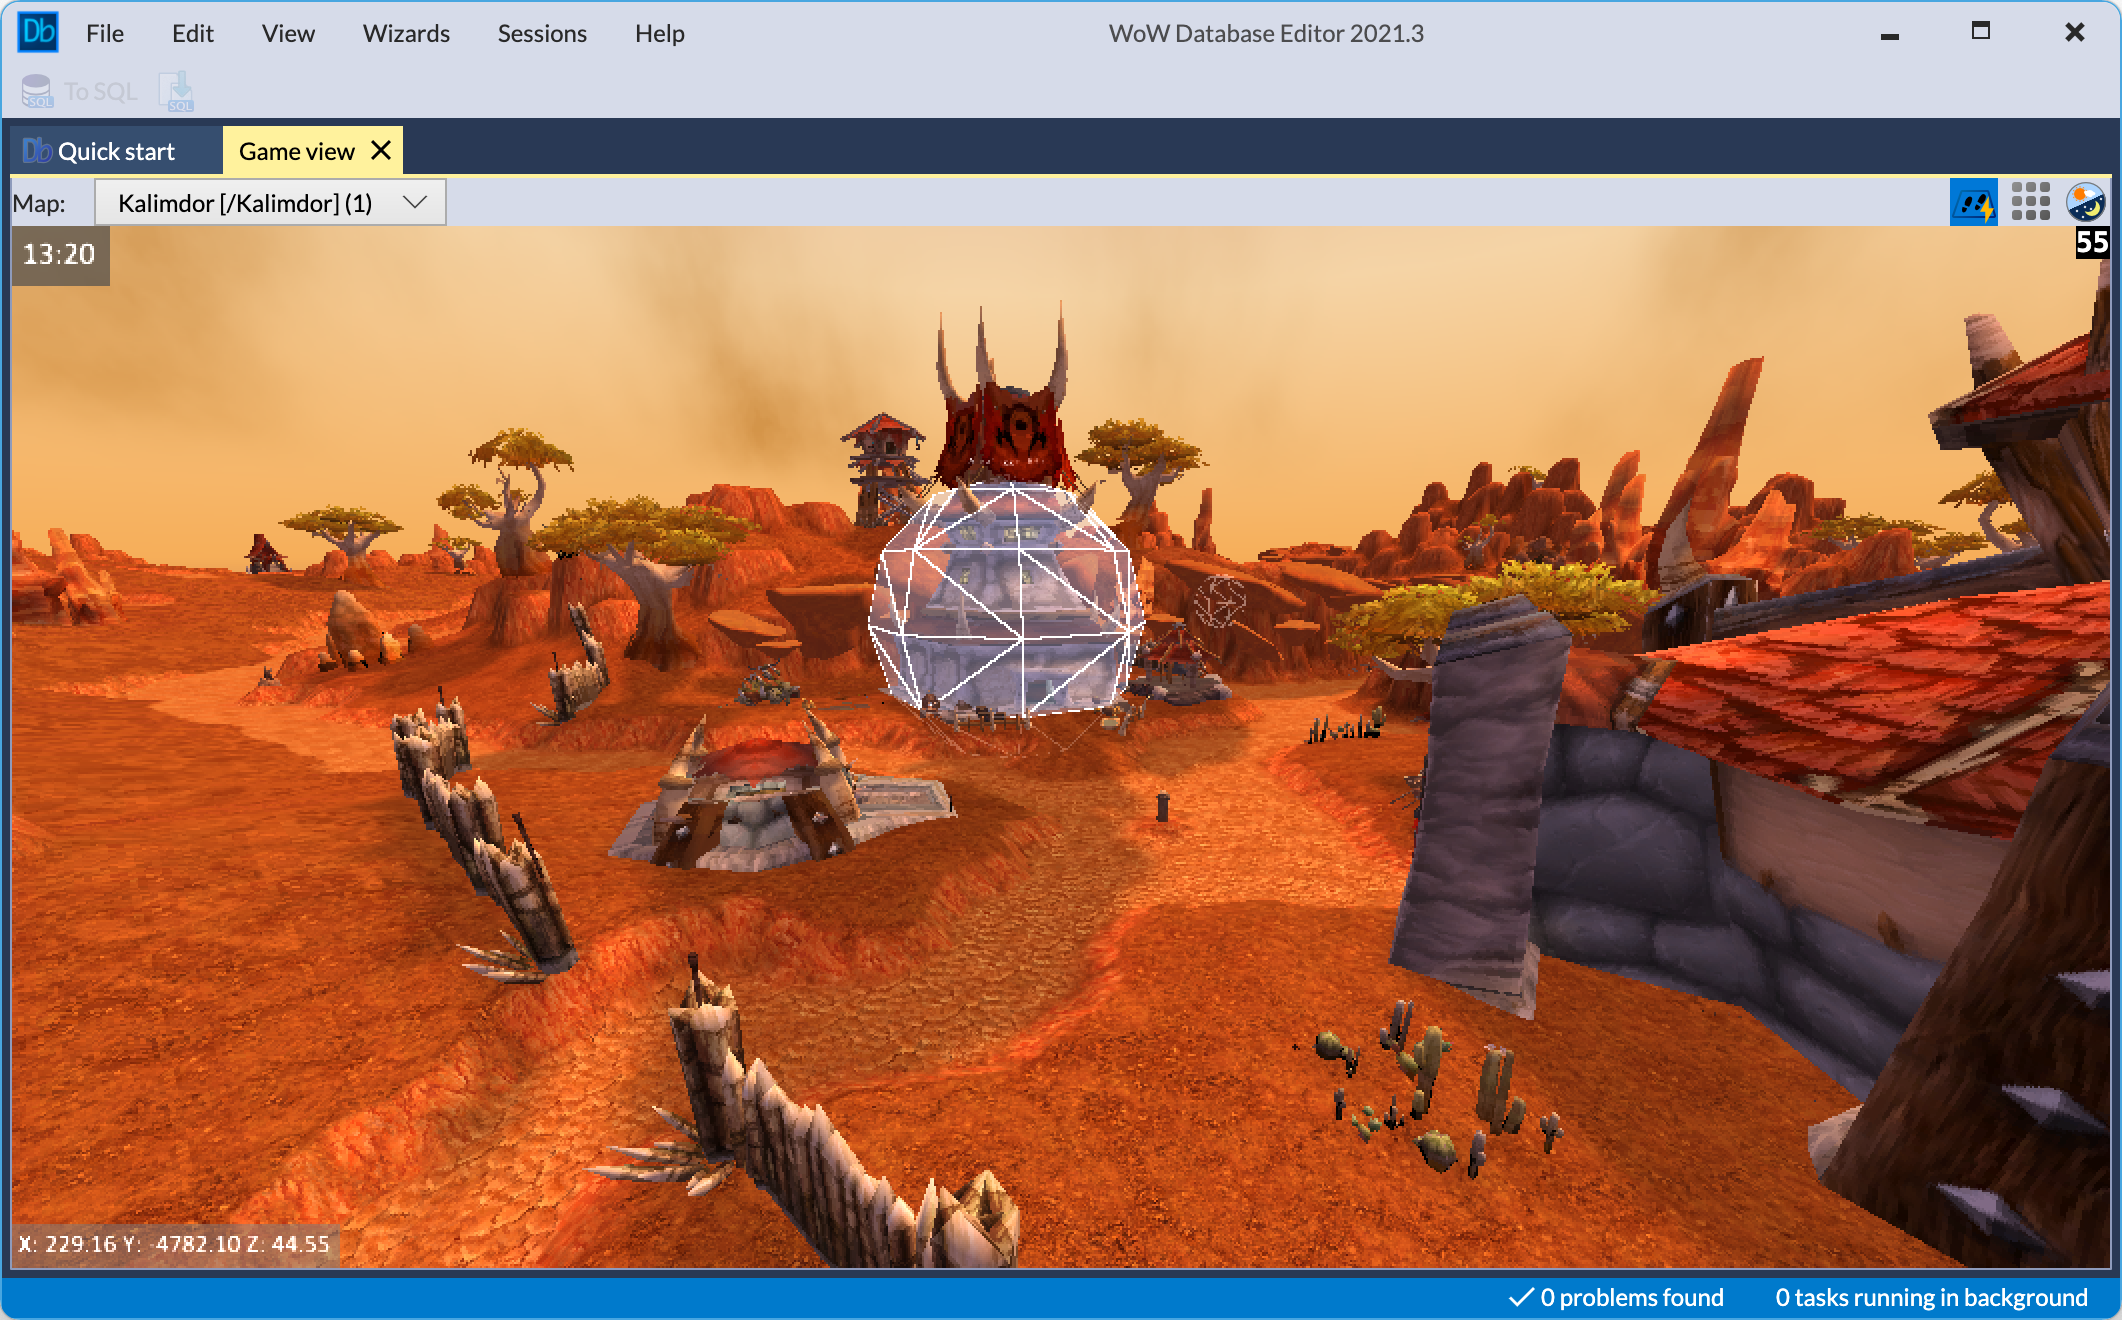 Db File Edit View Wizards Sessions Help WoW Database Editor 2021.3
SQL To SQL SQL
Db Quick start Game view
Map: Kalimdor [/Kalimdor] (1)
13:20 55
X: 229.16 Y: -4782.10 Z: 44.55
0 problems found 0 tasks running in background